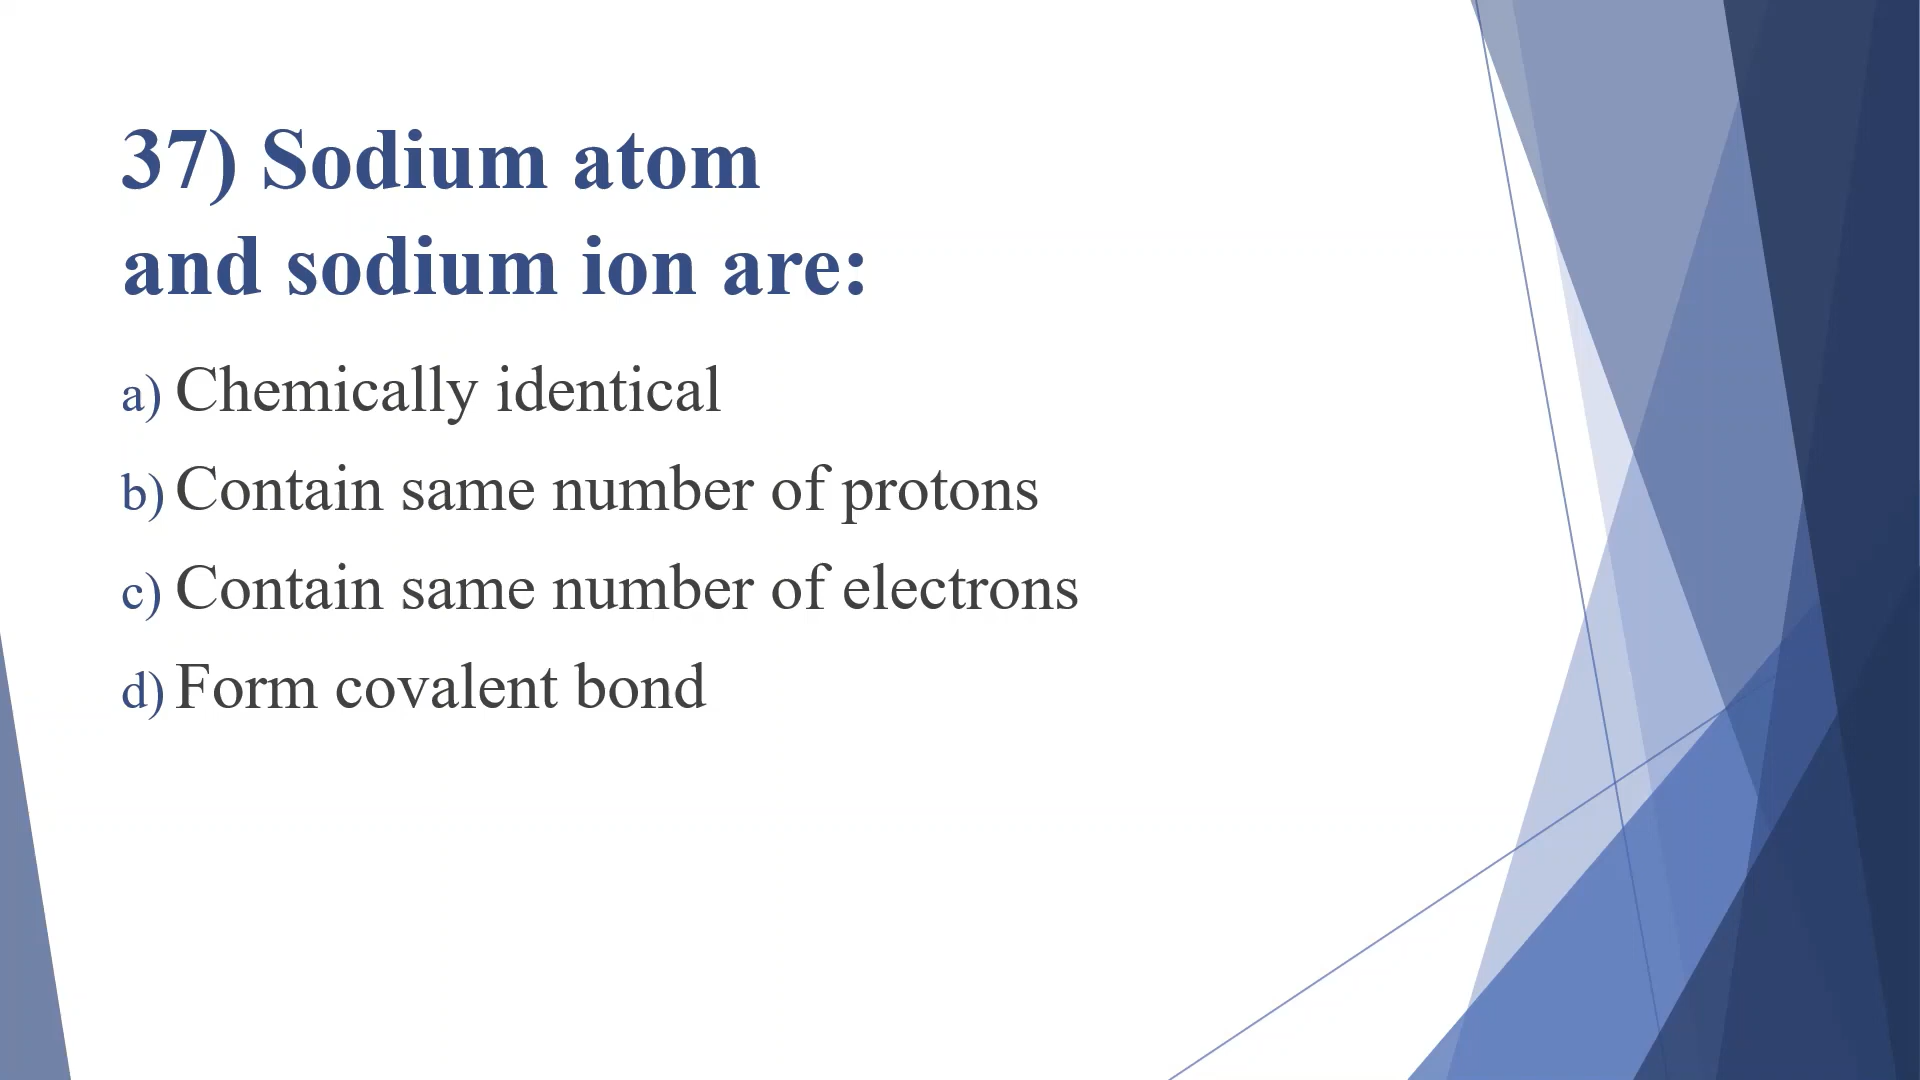 37) Sodium atom
and sodium ion are:
a) Chemically identical
b) Contain same number of protons
c) Contain same number of electrons
d) Form covalent bond